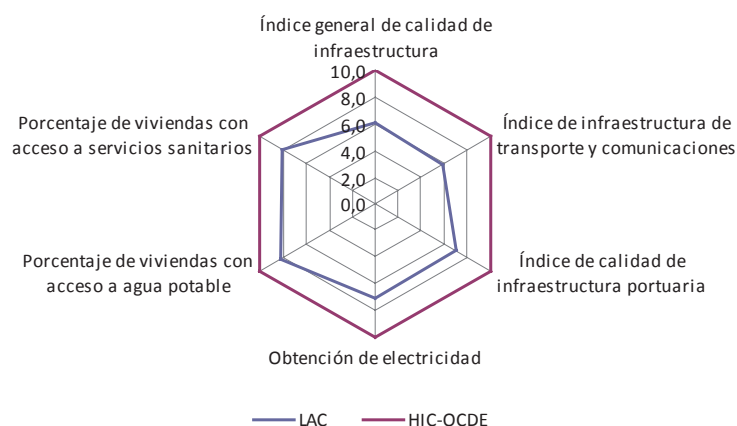 Índice general de calidad de
infraestructura
10,0
8,0
6,0
4,0
2,0
0,0
Índice de infraestructura de
transporte y comunicaciones
Índice de calidad de
infraestructura portuaria
Obtención de electricidad
Porcentaje de viviendas con
acceso a agua potable
Porcentaje de viviendas con
acceso a servicios sanitarios
LAC HIC-OCDE